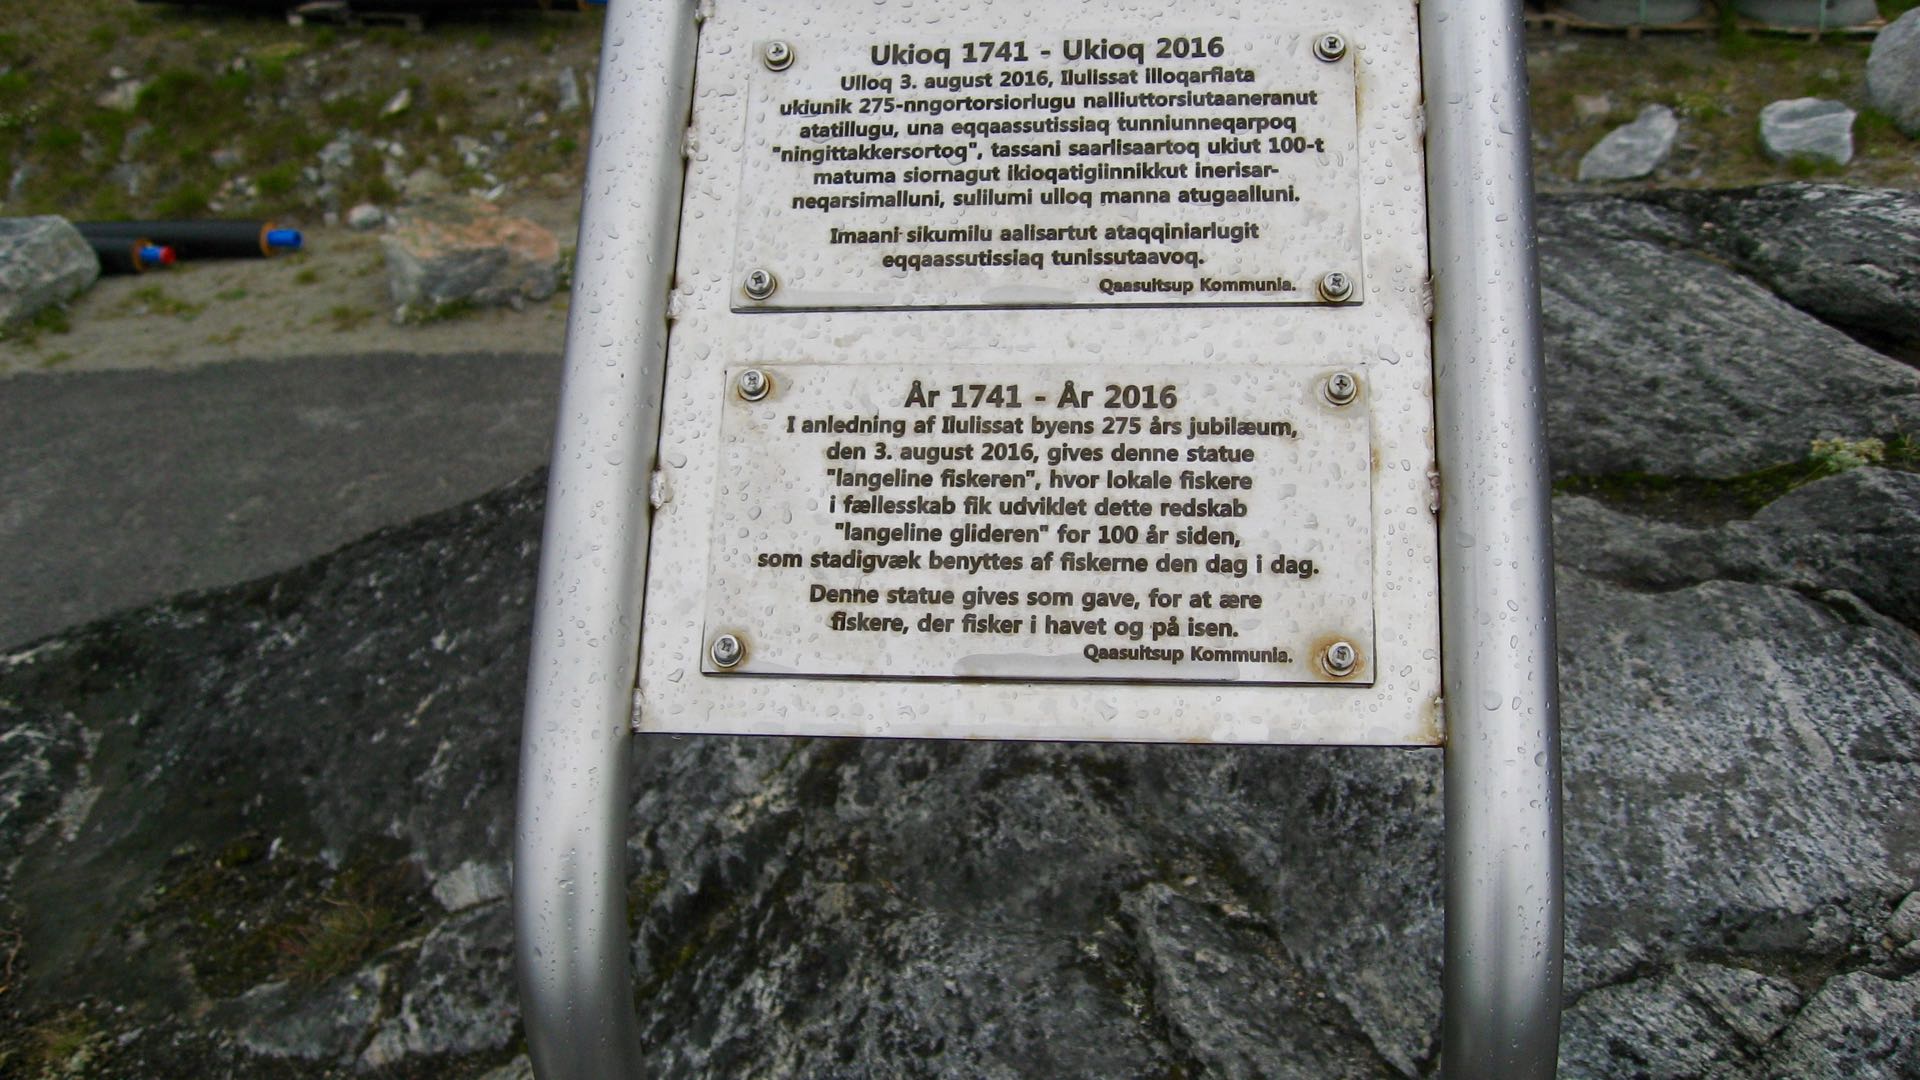 Ukioq 1741 - Ukioq 2016
Ulloq 3. august 2016, Ilulissat illoqarfiata
ukiunik 275-nngortorsiorlugu nalliuttorsiutaaneranut
atatillugu, una eqqaassutissiaq tunniunneqarpoq
"ningittakkersortoq", tassani saarlisaartoq ukiut 100-t
matuma siornagut ikioqatigiinnikkut inerisar-
neqarsimalluni, sulilumi ulloq manna atugaalluni.
Imaani sikumilu aalisartut ataqqiniarlugit
eqqaassutissiaq tunissutaavoq.
Qaasuitsup Kommunia.
År 1741 - År 2016
I anledning af Ilulissat byens 275 års jubilæum,
den 3. august 2016, gives denne statue
"langeline fiskeren", hvor lokale fiskere
i fællesskab fik udviklet dette redskab
"langeline glideren" for 100 år siden,
som stadigvæk benyttes af fiskerne den dag i dag.
Denne statue gives som gave, for at ære
fiskere, der fisker i havet og på isen.
Qaasuitsup Kommunia.